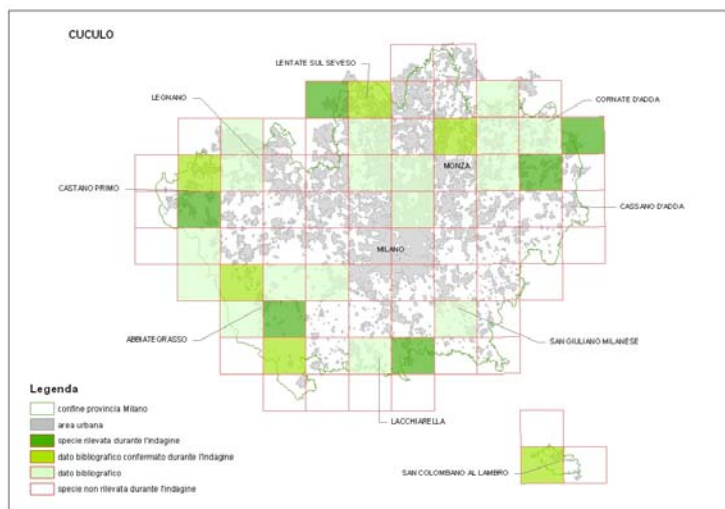 CUCULO
LENTATE SUL SEVESO
LEGNANO
CORNATE D'ADDA
MONZA
CASTANO PRIMO
CASSANO D'ADDA
MILANO
ABBIATEGRASSO
SAN GIULIANO MILANESE
LACCHIARELLA
SAN COLOMBANO AL LAMBRO
Legenda
confine provincia Milano
area urbana
specie rilevata durante l'indagine
dato bibliografico confermato durante l'indagine
dato bibliografico
specie non rilevata durante l'indagine